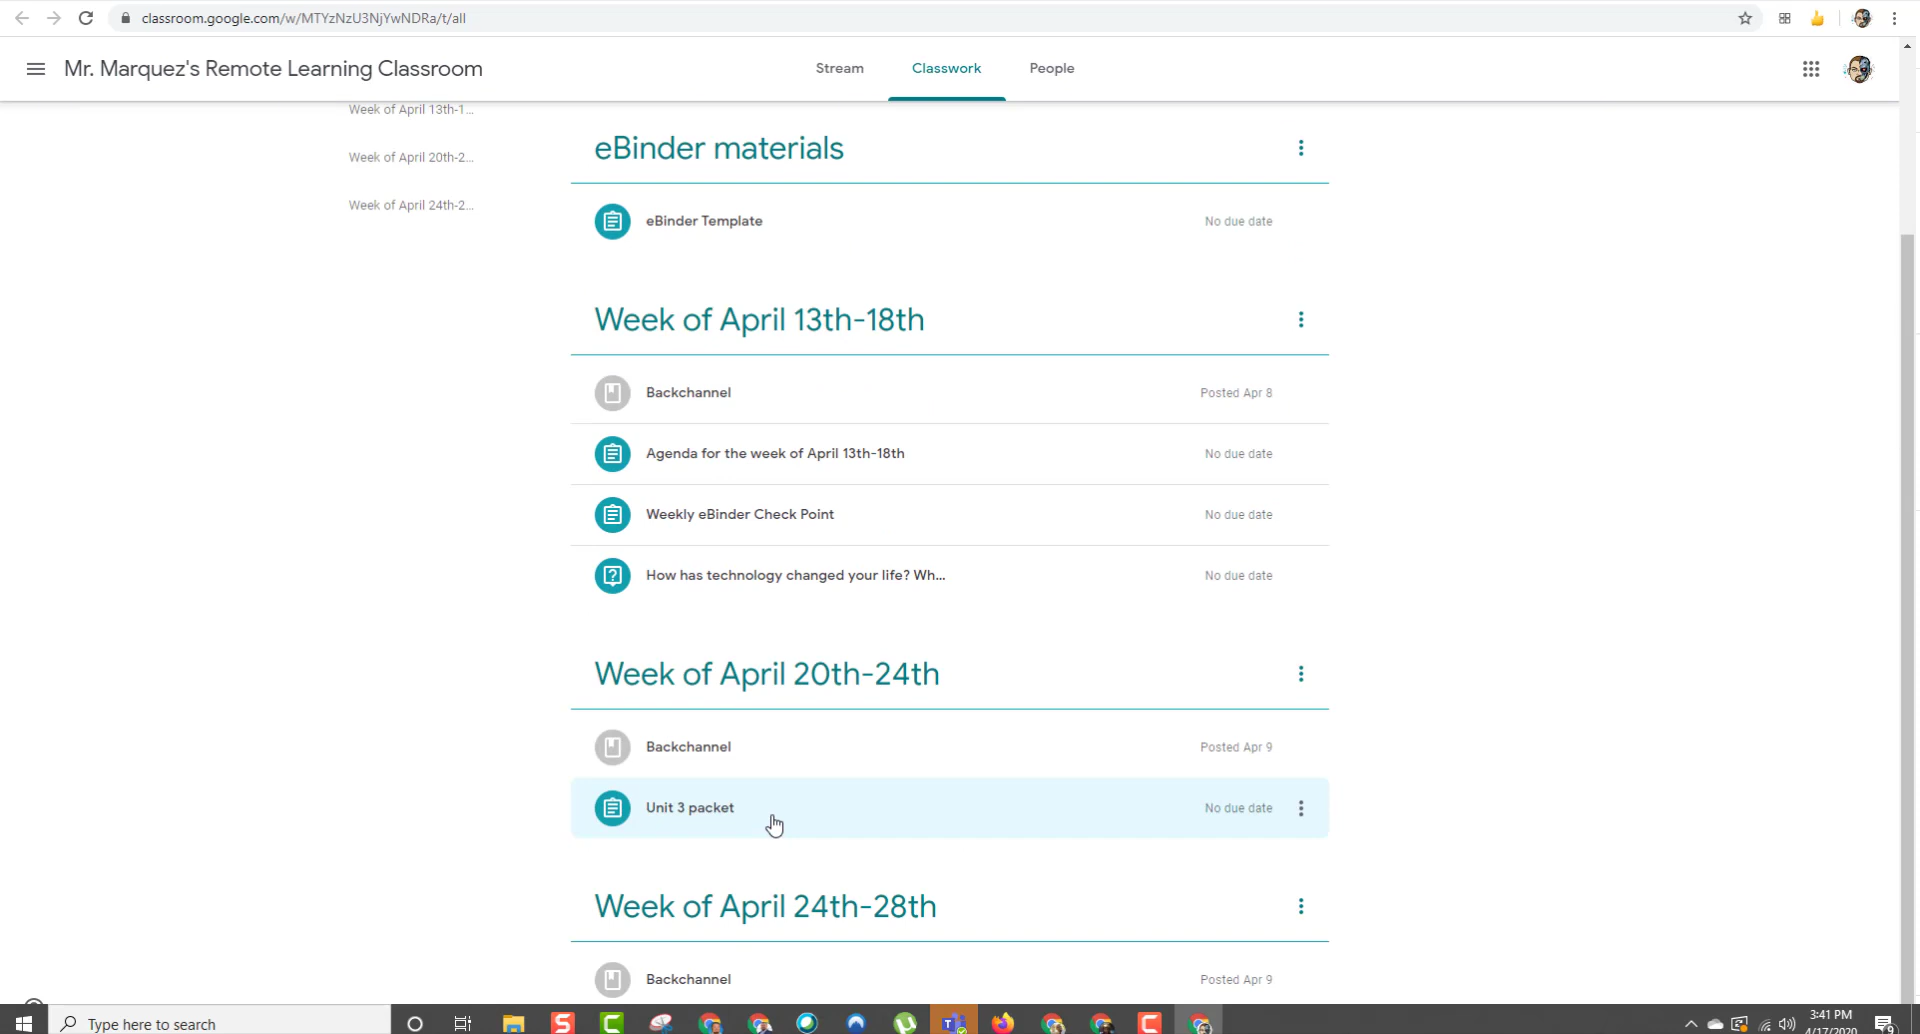 classroom.google.com/w/MTYzNzU3NjYwNDRa/t/all
Mr. Marquez's Remote Learning Classroom
Stream
Classwork
People
Week of April 13th-1...
Week of April 20th-2...
Week of April 24th-2...
eBinder materials
eBinder Template
No due date
Week of April 13th-18th
Backchannel
Posted Apr 8
Agenda for the week of April 13th-18th
No due date
Weekly eBinder Check Point
No due date
How has technology changed your life? Wh...
No due date
Week of April 20th-24th
Backchannel
Posted Apr 9
Unit 3 packet
No due date
Week of April 24th-28th
Backchannel
Posted Apr 9
Type here to search
3:41 PM
4/17/2020